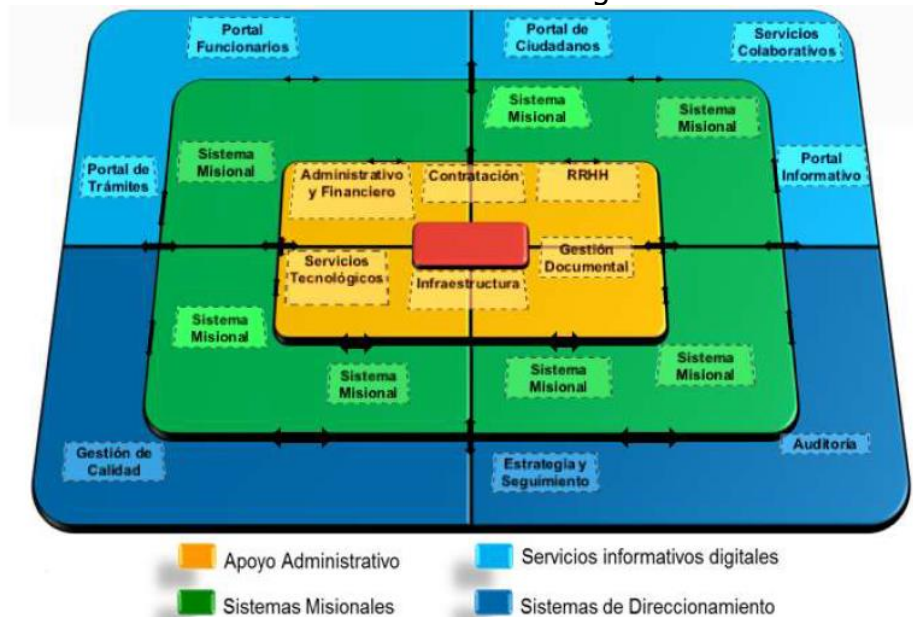 Portal
Funcionarios
Portal de
Ciudadanos
Servicios
Colaborativos
Sistema
Misional
Sistema
Misional
Sistema
Misional
Portal de
Trámites
Portal
Informativo
Administrativo
y Financiero
Contratación
RRHH
Servicios
Tecnológicos
Infraestructura
Gestión
Documental
Sistema
Misional
Sistema
Misional
Sistema
Misional
Sistema
Misional
Gestión de
Calidad
Estrategia y
Seguimiento
Auditoría
Apoyo Administrativo
Servicios informativos digitales
Sistemas Misionales
Sistemas de Direccionamiento